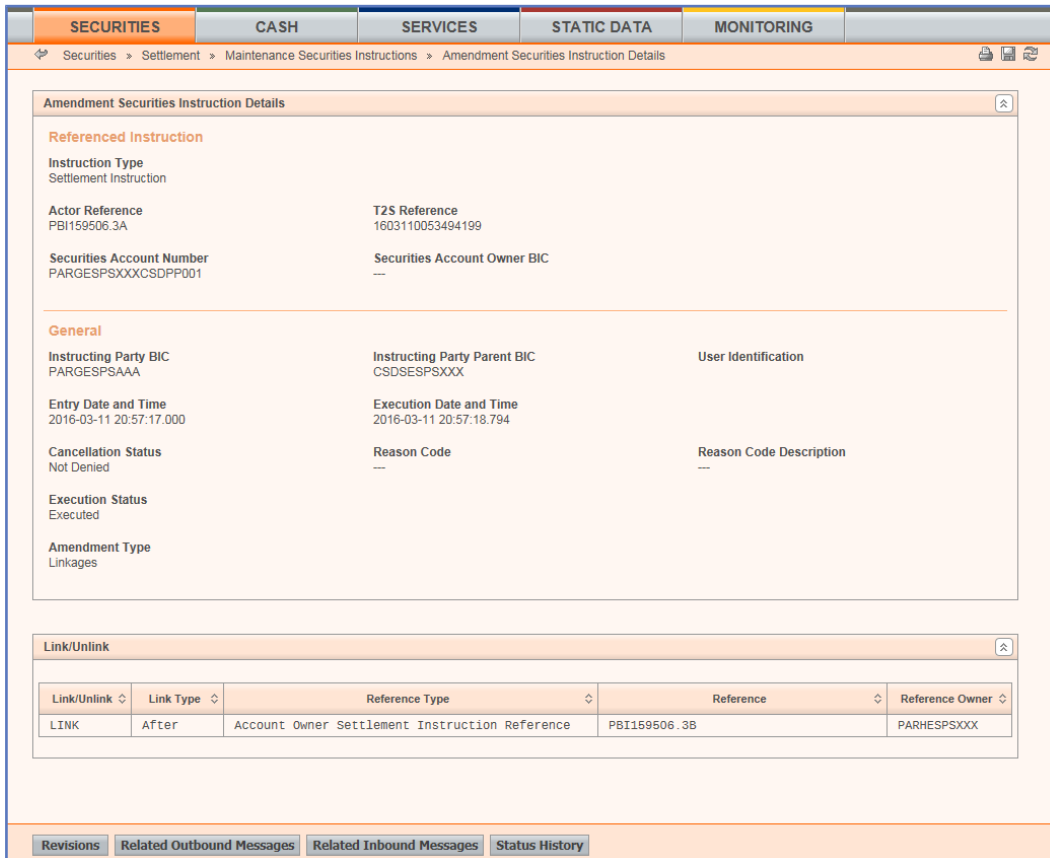 SECURITIES CASH SERVICES STATIC DATA MONITORING
Securities » Settlement » Maintenance Securities Instructions » Amendment Securities Instruction Details
Amendment Securities Instruction Details
Referenced Instruction
Instruction Type
Settlement Instruction
Actor Reference T2S Reference
PBI159506.3A 1603110053494199
Securities Account Number Securities Account Owner BIC
PARGESPSXXXCSDPP001 ---
General
Instructing Party BIC Instructing Party Parent BIC User Identification
PARGESPSAAA CSDSESPSXXX
Entry Date and Time Execution Date and Time
2016-03-11 20:57:17.000 2016-03-11 20:57:18.794
Cancellation Status Reason Code Reason Code Description
Not Denied --- ---
Execution Status
Executed
Amendment Type
Linkages
Link/Unlink
Link/Unlink Link Type Reference Type Reference Reference Owner
LINK After Account Owner Settlement Instruction Reference PBI159506.3B PARHESPSXXX
Revisions Related Outbound Messages Related Inbound Messages Status History